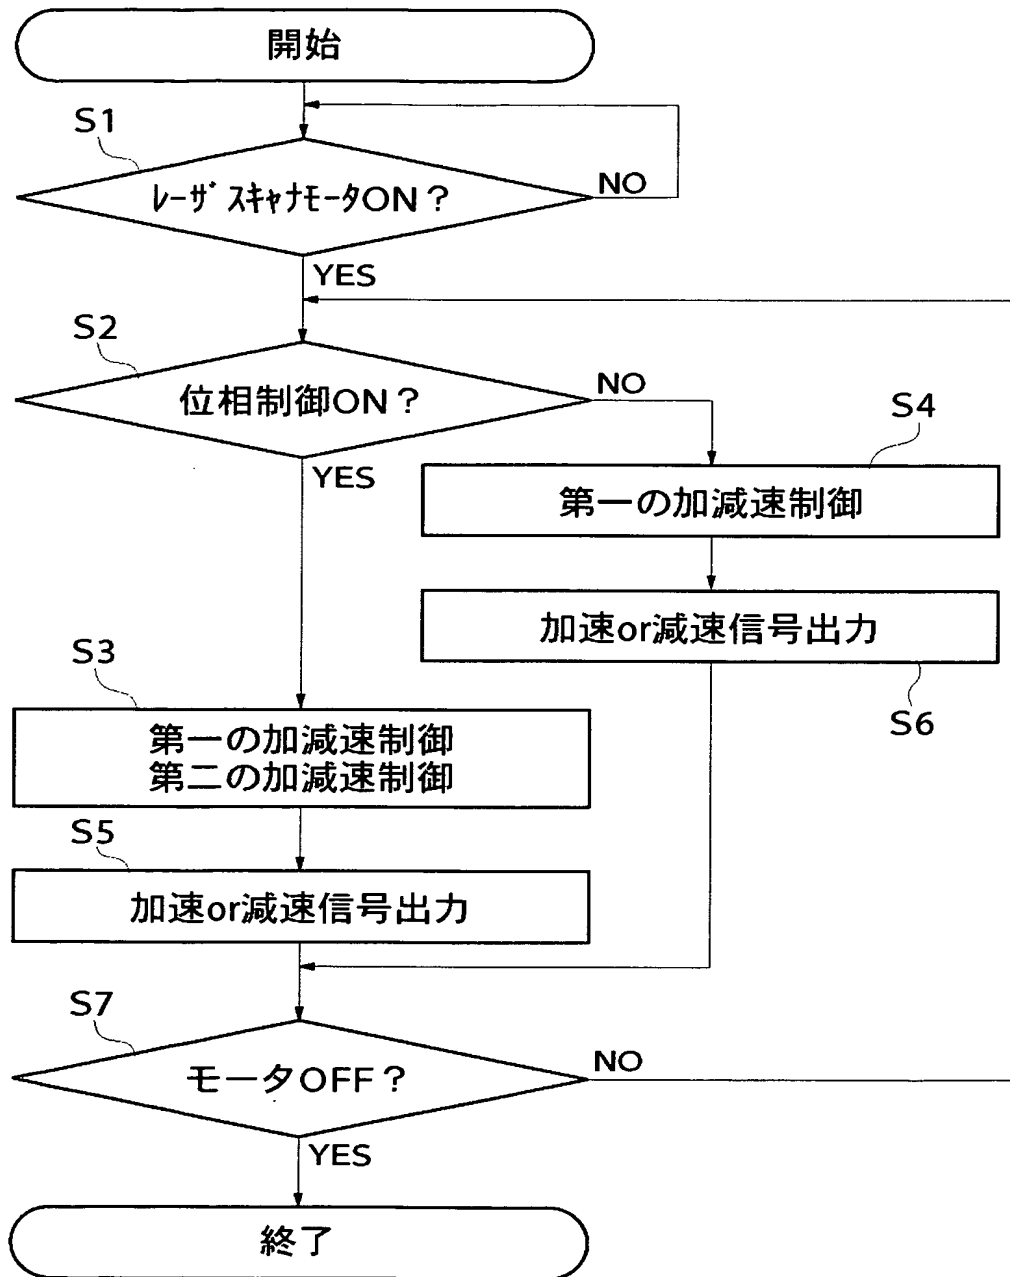 開始
S1
レーザスキャナモータON？
NO
YES
S2
位相制御ON？
NO
YES
S4
第一の加減速制御
加速or減速信号出力
S6
S3
第一の加減速制御
第二の加減速制御
S5
加速or減速信号出力
S7
モータOFF？
NO
YES
終了